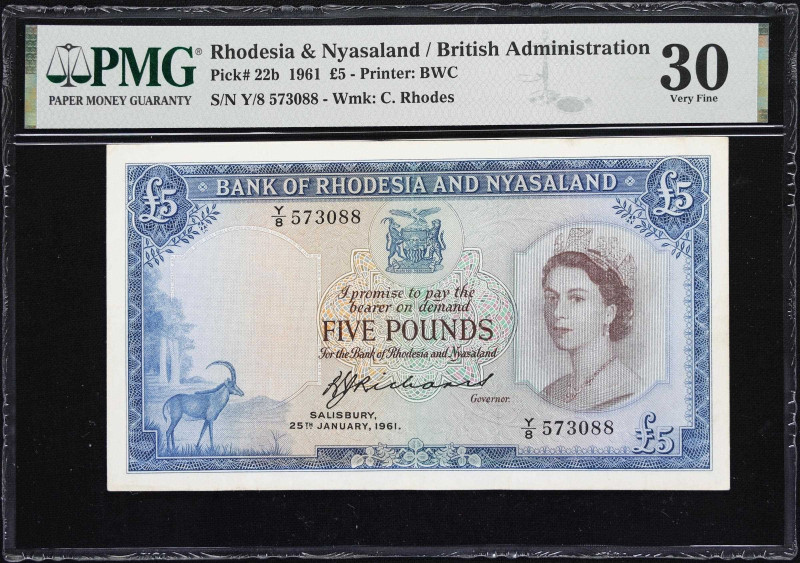 PMG®
PAPER MONEY GUARANTY
Rhodesia & Nyasaland / British Administration
Pick# 22b 1961 £5 - Printer: BWC
S/N Y/8 573088 - Wmk: C. Rhodes
30
Very Fine
£5
BANK OF RHODESIA AND NYASALAND
£5
Y/8 573088
I promise to pay the
bearer on demand
FIVE POUNDS
For the Bank of Rhodesia and Nyasaland
Governor.
SALISBURY,
25TH JANUARY, 1961.
Y/8 573088
£5